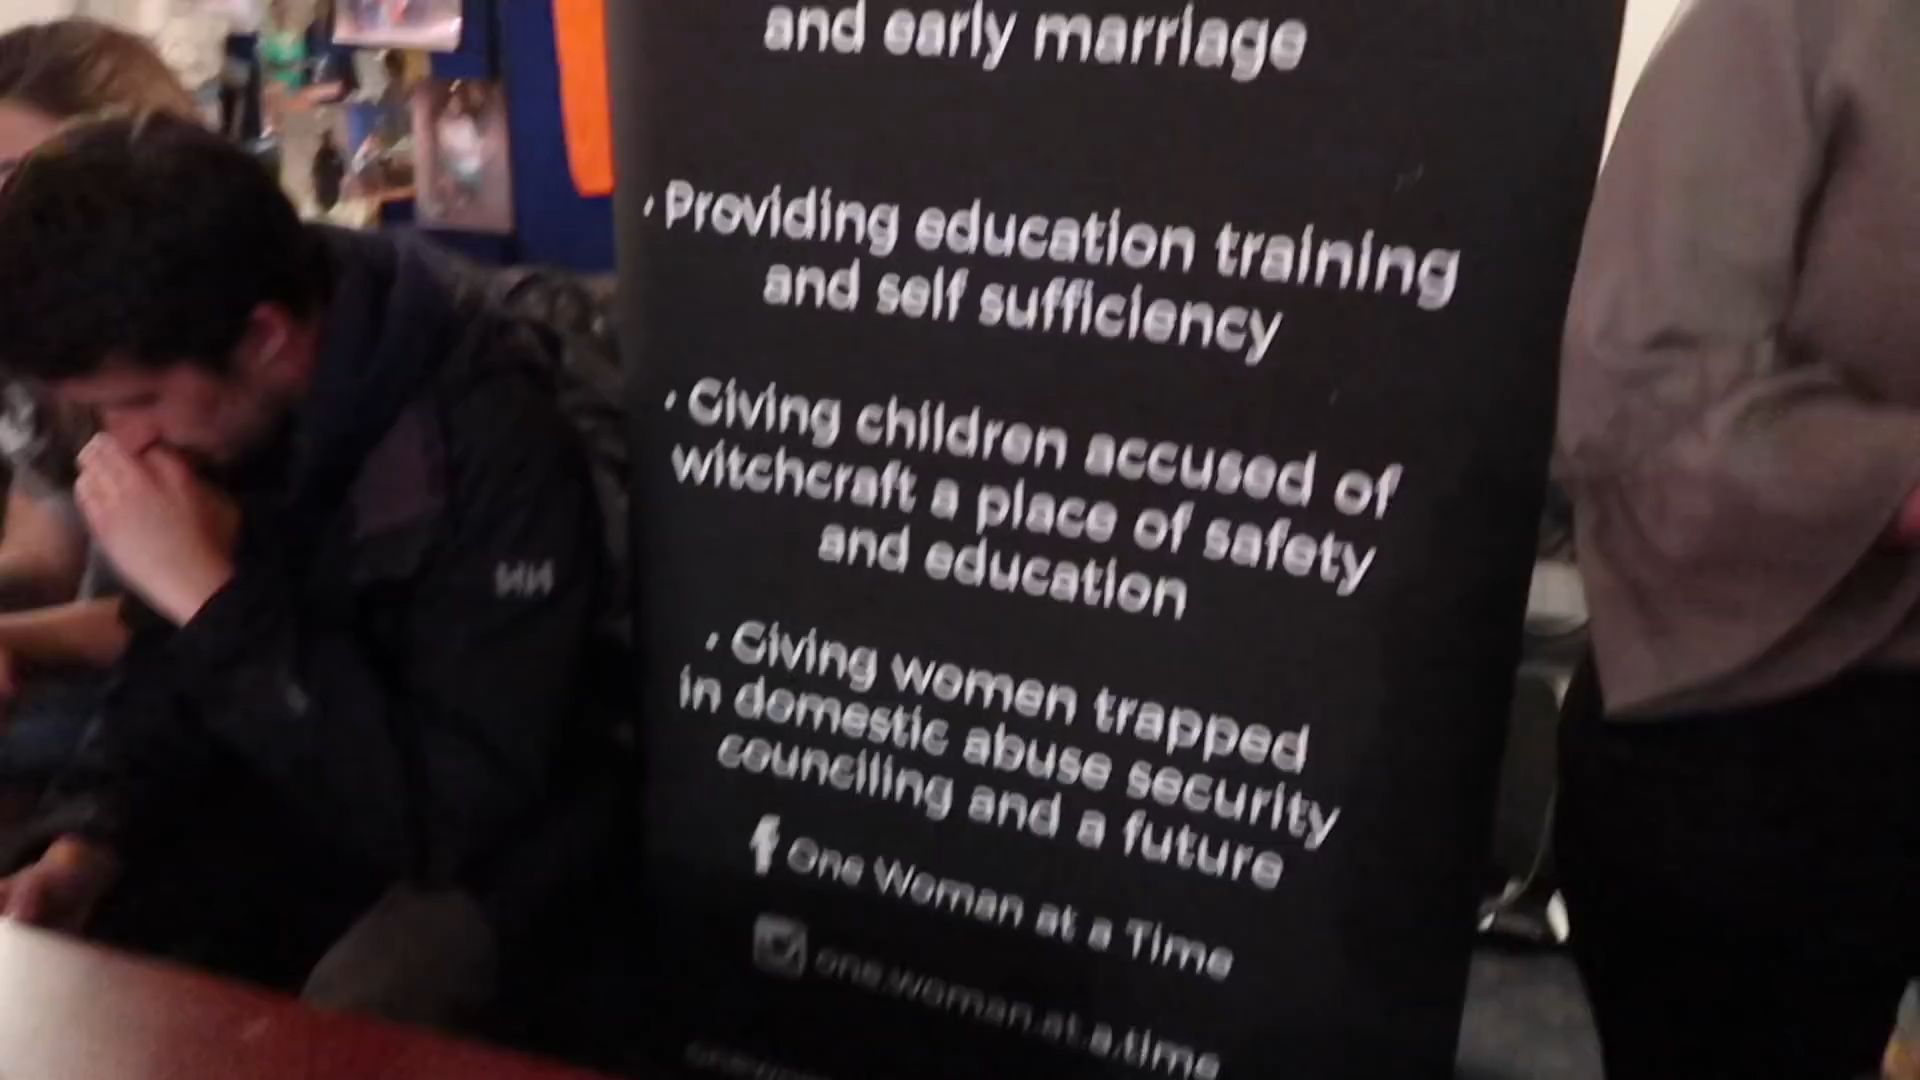 and early marriage
· Providing education training
and self sufficiency
· Giving children accused of
witchcraft a place of safety
and education
· Giving women trapped
in domestic abuse security
counciling and a future
One Woman at a Time
one.woman.at.a.time
HH